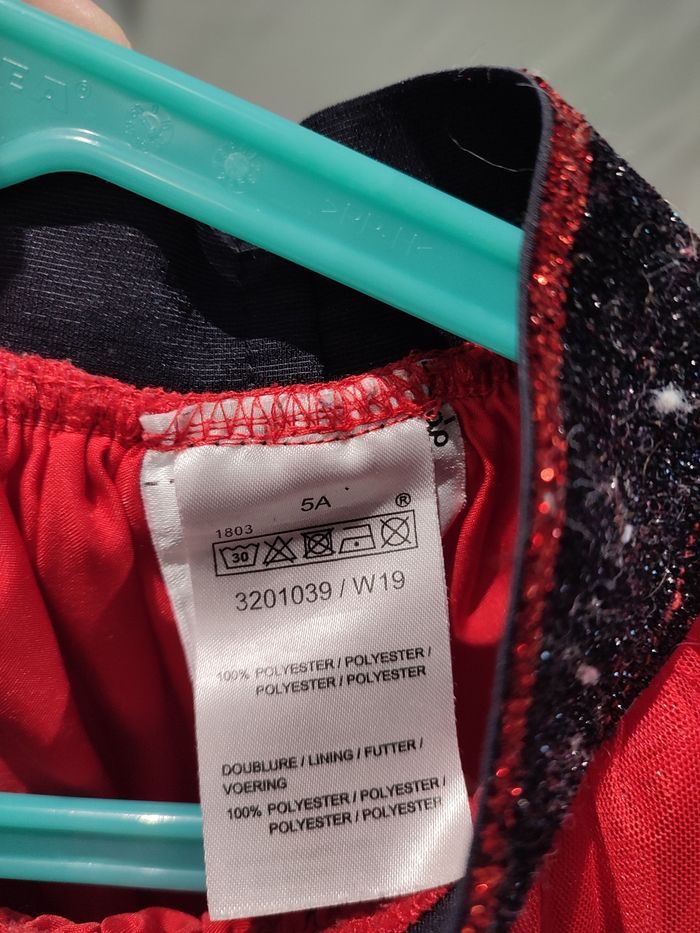 5A
®
1803
30
3201039 / W19
100% POLYESTER / POLYESTER /
POLYESTER / POLYESTER
DOUBLURE / LINING / FUTTER /
VOERING
100% POLYESTER / POLYESTER /
POLYESTER / POLYESTER